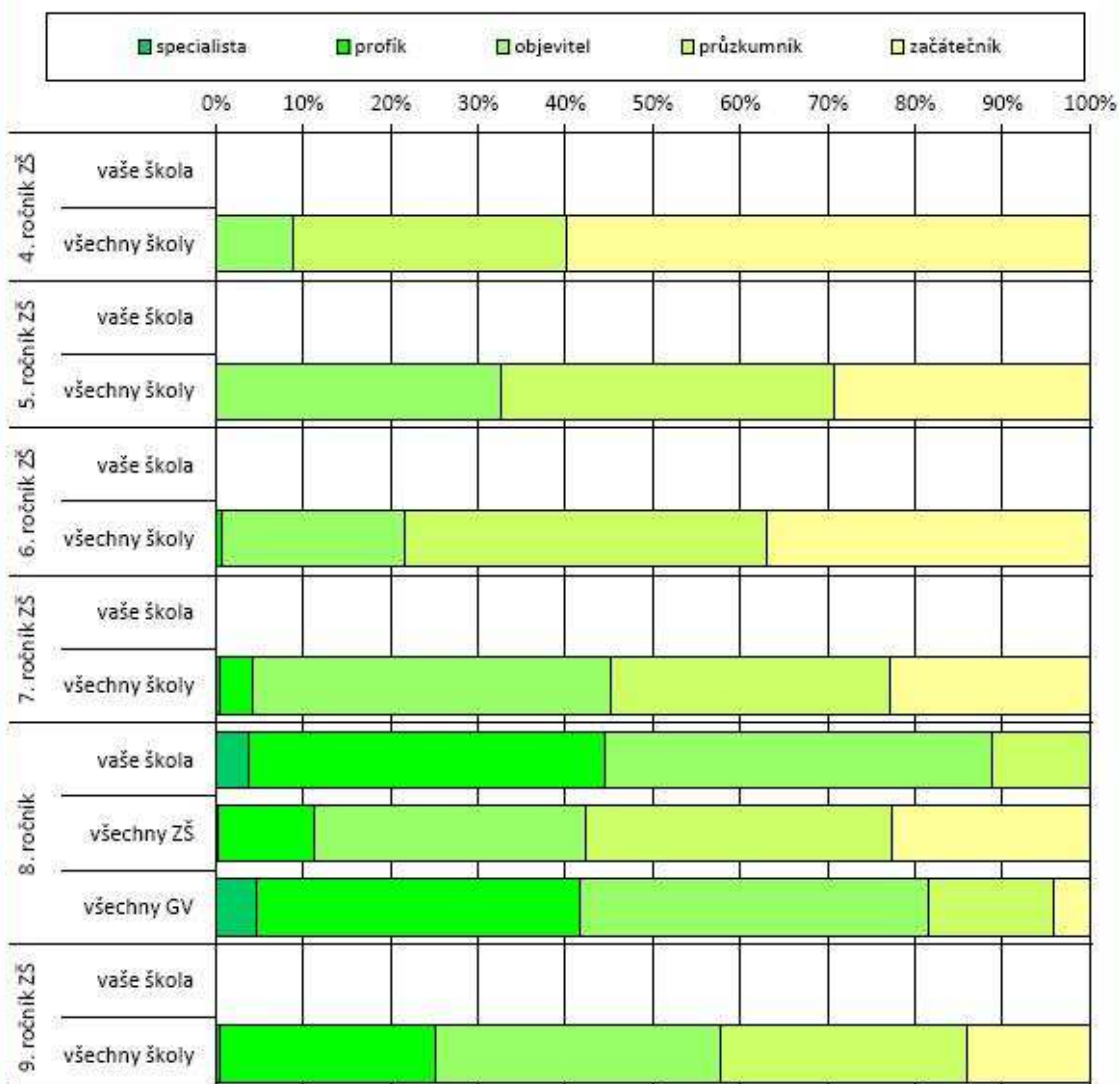 specialista profík objevitel průzkumník začátečník
0% 10% 20% 30% 40% 50% 60% 70% 80% 90% 100%
4. ročník ZŠ
vaše škola
všechny školy
5. ročník ZŠ
vaše škola
všechny školy
6. ročník ZŠ
vaše škola
všechny školy
7. ročník ZŠ
vaše škola
všechny školy
8. ročník
vaše škola
všechny ZŠ
všechny GV
9. ročník ZŠ
vaše škola
všechny školy